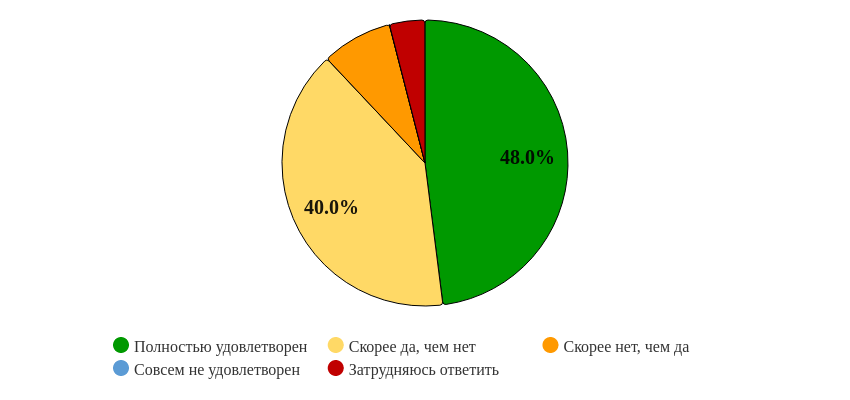 48.0%
40.0%
Полностью удовлетворен
Скорее да, чем нет
Скорее нет, чем да
Совсем не удовлетворен
Затрудняюсь ответить